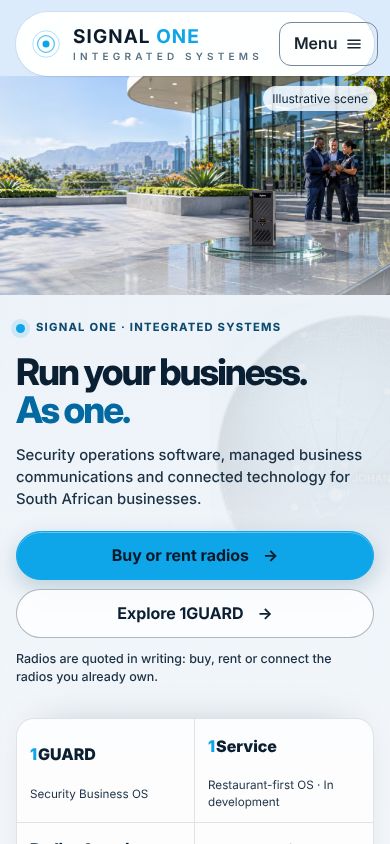 SIGNAL ONE
INTEGRATED SYSTEMS
Menu
Illustrative scene
SIGNAL ONE · INTEGRATED SYSTEMS
Run your business.
As one.
Security operations software, managed business
communications and connected technology for
South African businesses.
Buy or rent radios →
Explore 1GUARD →
Radios are quoted in writing: buy, rent or connect the
radios you already own.
1GUARD
Security Business OS
1Service
Restaurant-first OS · In
development